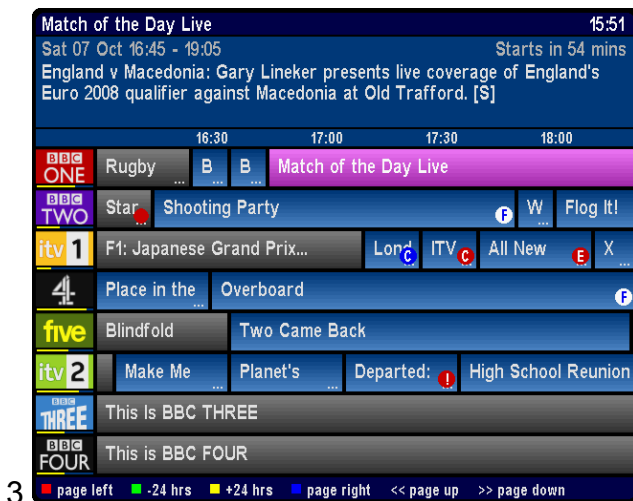 Match of the Day Live 15:51
Sat 07 Oct 16:45 - 19:05 Starts in 54 mins
England v Macedonia: Gary Lineker presents live coverage of England's
Euro 2008 qualifier against Macedonia at Old Trafford. [S]
16:30 17:00 17:30 18:00
BBC ONE Rugby ... B ... B ... Match of the Day Live
BBC TWO Star ... Shooting Party F W ... Flog It!
itv 1 F1: Japanese Grand Prix... Lond C ITV ... C All New E X ...
4 Place in the ... Overboard F
five Blindfold Two Came Back
itv 2 Make Me ... Planet's ... Departed: ... ! High School Reunion
BBC THREE This Is BBC THREE
BBC FOUR This is BBC FOUR
3 page left -24 hrs +24 hrs page right << page up >> page down